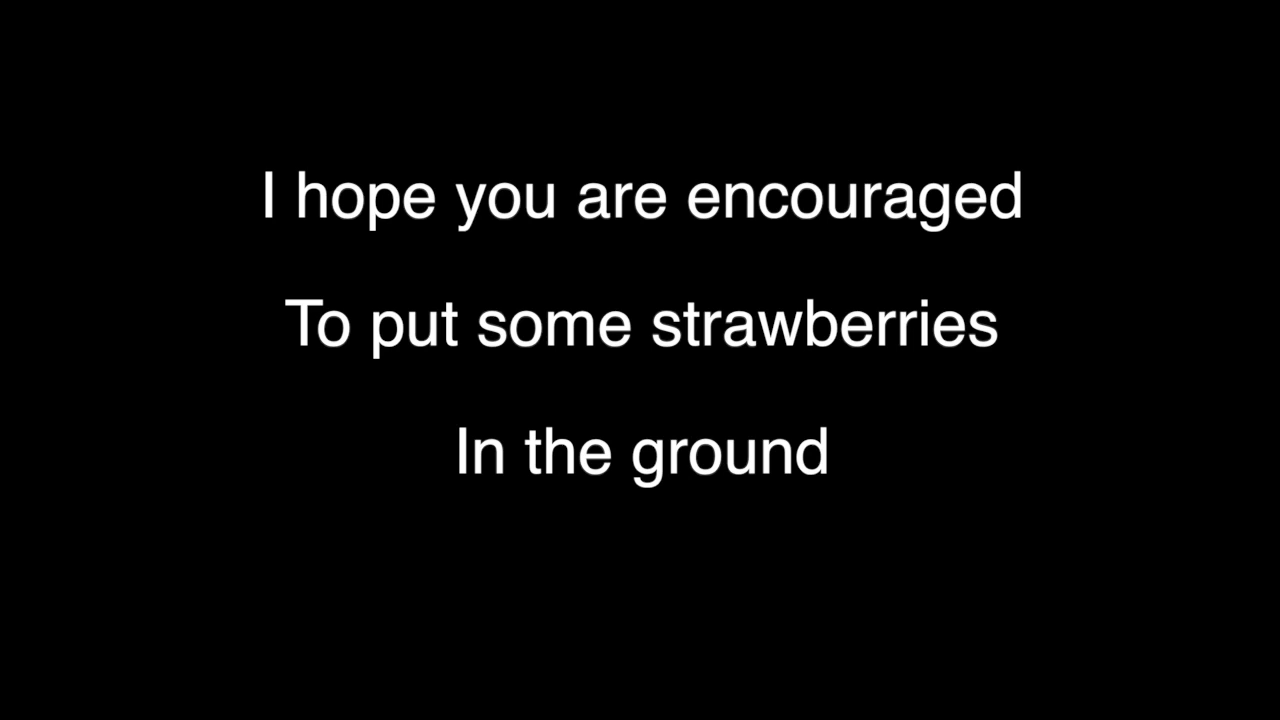 I hope you are encouraged
To put some strawberries
In the ground